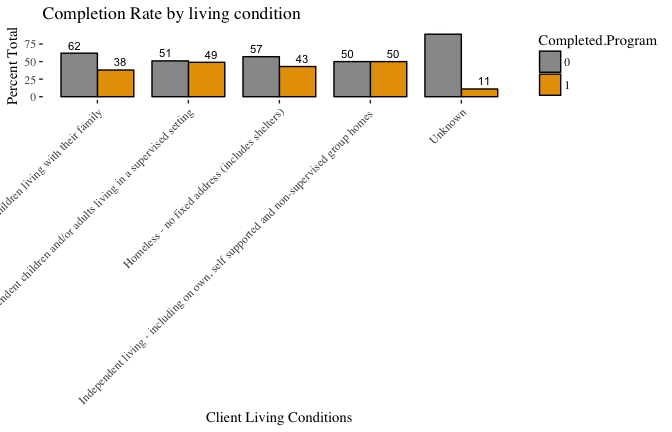 Completion Rate by living condition
Percent Total
75
50
25
0
62
38
51
49
57
43
50
50
11
children living with their family
children and/or adults living in a supervised setting
Homeless - no fixed address (includes shelters)
Independent living - including on own, self supported and non-supervised group homes
Unknown
Client Living Conditions
Completed.Program
0
1